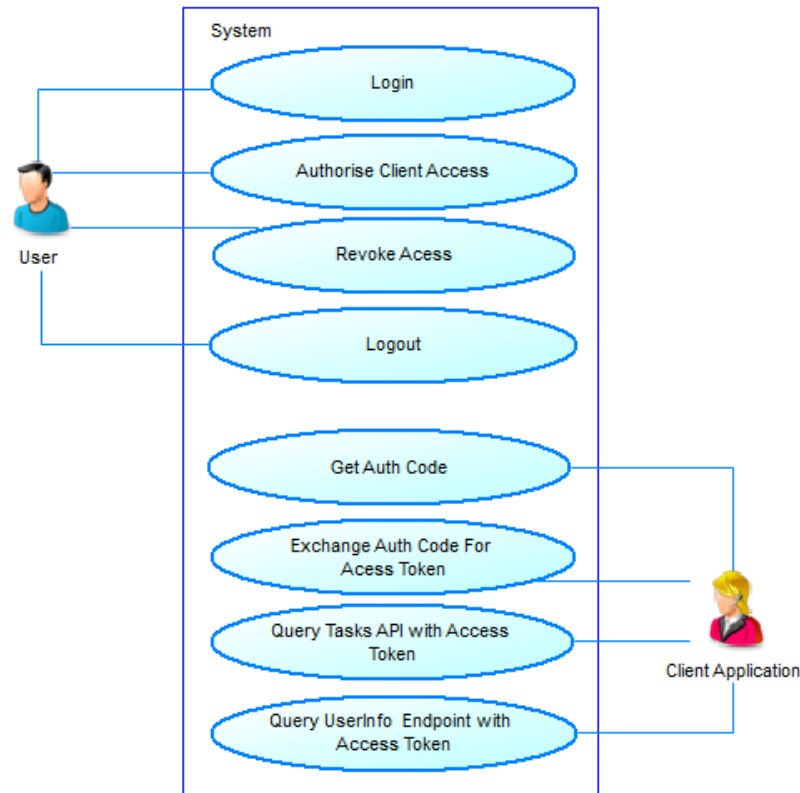 System
Login
Authorise Client Access
User
Revoke Acess
Logout
Get Auth Code
Exchange Auth Code For
Acess Token
Query Tasks API with Access
Token
Client Application
Query UserInfo Endpoint with
Access Token